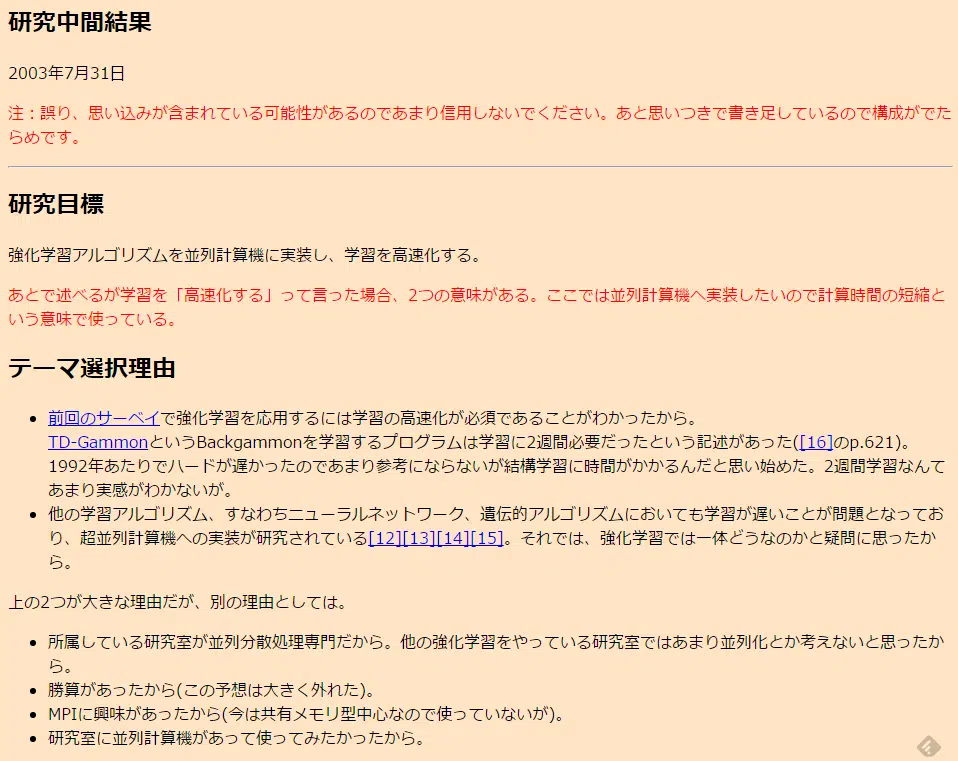 研究中間結果
2003年7月31日
注：誤り、思い込みが含まれている可能性があるのであまり信用しないでください。あと思いつきで書き足しているので構成がでた
らめです。
研究目標
強化学習アルゴリズムを並列計算機に実装し、学習を高速化する。
あとで述べるが学習を「高速化する」って言った場合、2つの意味がある。ここでは並列計算機へ実装したいので計算時間の短縮と
いう意味で使っている。
テーマ選択理由
前回のサーベイで強化学習を応用するには学習の高速化が必須であることがわかったから。
TD-GammonというBackgammonを学習するプログラムは学習に2週間必要だったという記述があった([16]のp.621)。
1992年あたりでハードが遅かったのであまり参考にならないが結構学習に時間がかかるんだと思い始めた。2週間学習なんて
あまり実感がわかないが。
他の学習アルゴリズム、すなわちニューラルネットワーク、遺伝的アルゴリズムにおいても学習が遅いことが問題となってお
り、超並列計算機への実装が研究されている[12][13][14][15]。それでは、強化学習では一体どうなのかと疑問に思ったか
ら。
上の2つが大きな理由だが、別の理由としては。
所属している研究室が並列分散処理専門だから。他の強化学習をやっている研究室ではあまり並列化とか考えないと思ったか
ら。
勝算があったから(この予想は大きく外れた)。
MPIに興味があったから(今は共有メモリ型中心なので使っていないが)。
研究室に並列計算機があって使ってみたかったから。